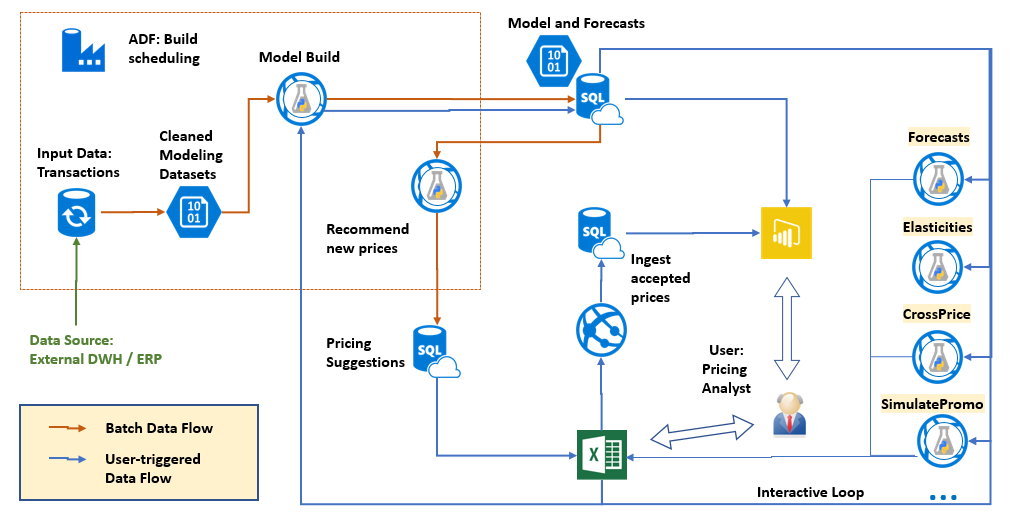 ADF: Build
scheduling
Model Build
Model and Forecasts
10
01
SQL
Input Data:
Transactions
Cleaned
Modeling
Datasets
10
01
Recommend
new prices
SQL
Ingest
accepted
prices
Forecasts
Elasticities
CrossPrice
SimulatePromo
Data Source:
External DWH / ERP
SQL
Pricing
Suggestions
User:
Pricing
Analyst
X
Batch Data Flow
User-triggered
Data Flow
Interactive Loop
...